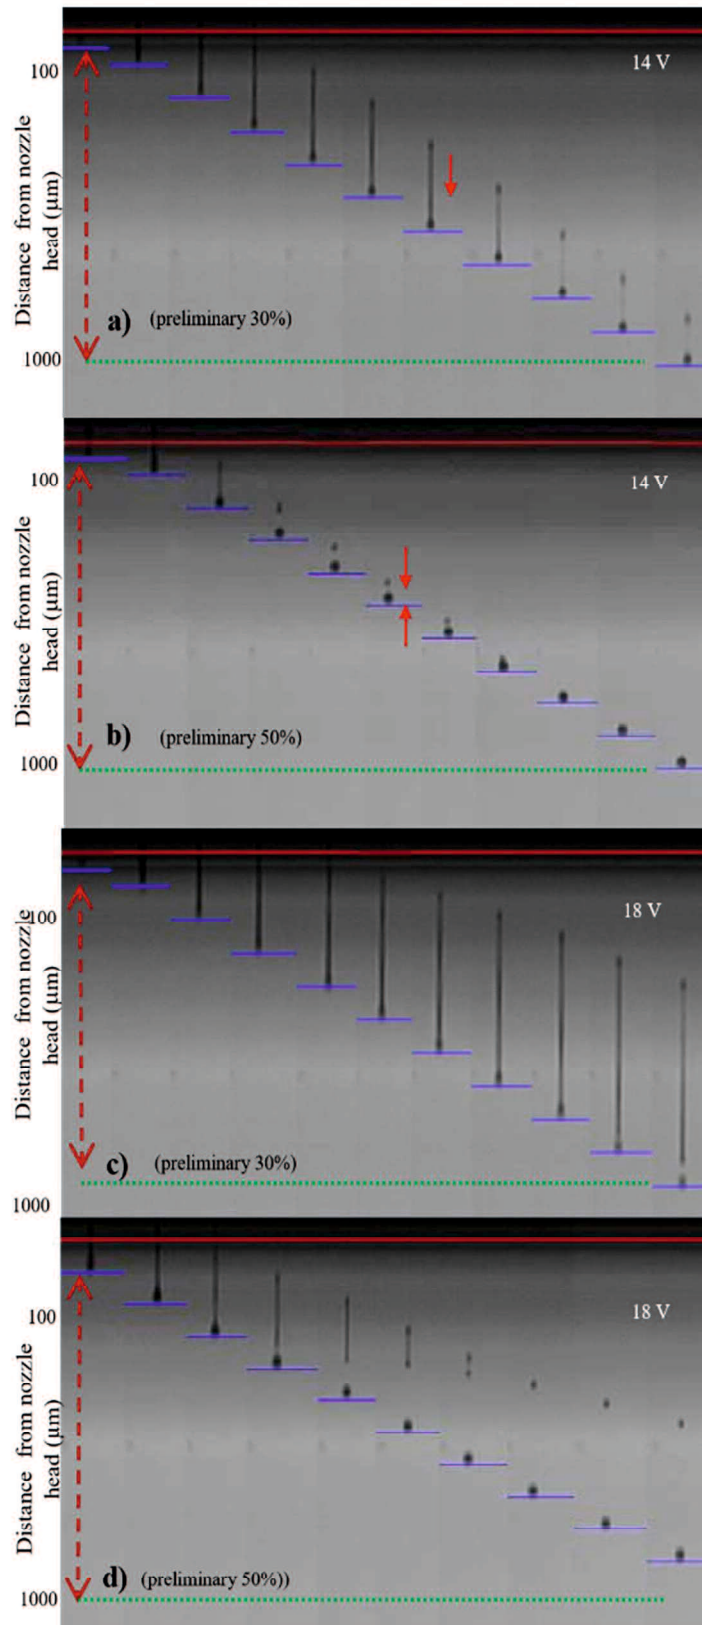 14 V
100
Distance from nozzle
head (µm)
a) (preliminary 30%)
1000
14 V
100
Distance from nozzle
head (µm)
b) (preliminary 50%)
1000
18 V
100
Distance from nozzle
head (µm)
c) (preliminary 30%)
1000
18 V
100
Distance from nozzle
head (µm)
d) (preliminary 50%))
1000